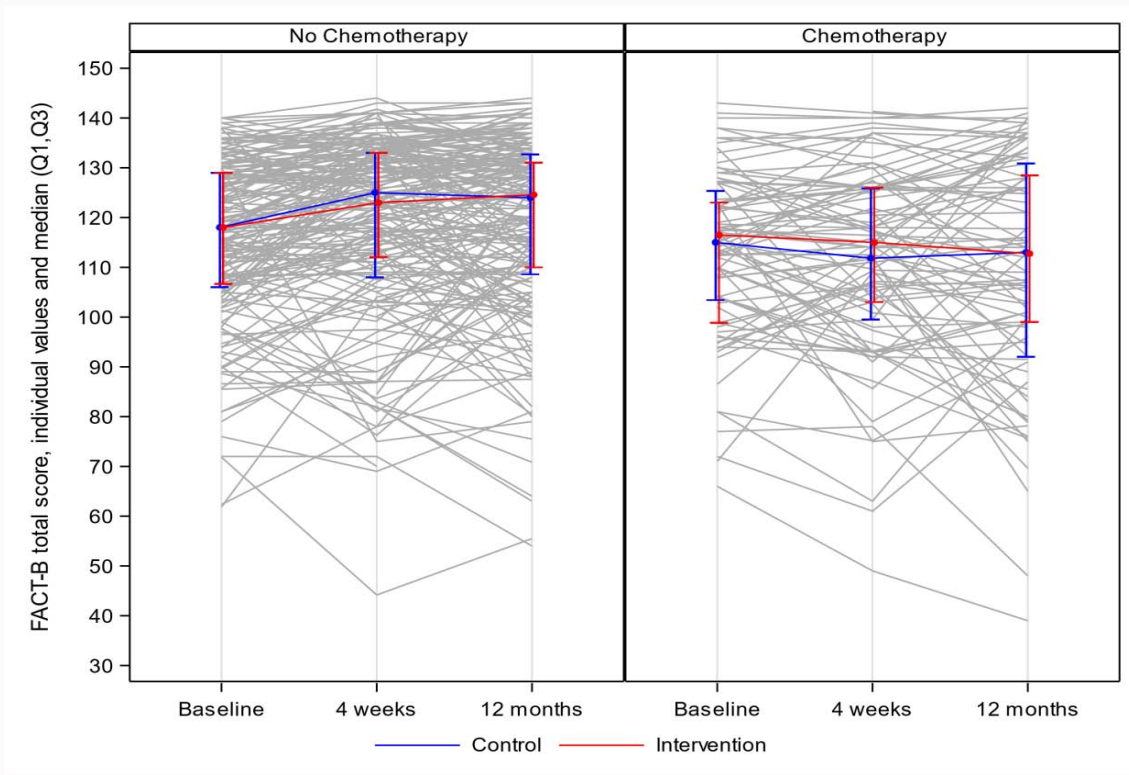 No Chemotherapy
Chemotherapy
FACT-B total score, individual values and median (Q1,Q3)
150
140
130
120
110
100
90
80
70
60
50
40
30
Baseline
4 weeks
12 months
Baseline
4 weeks
12 months
Control
Intervention